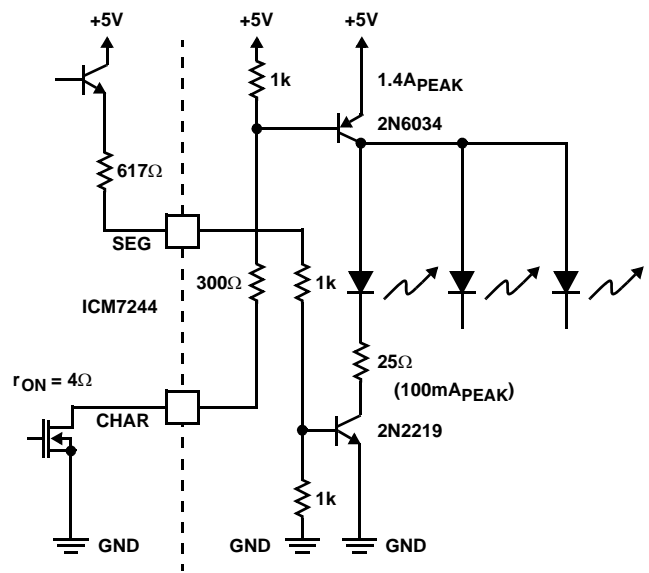 +5V
+5V
+5V
1k
1.4APEAK
2N6034
617Ω
SEG
300Ω
1k
ICM7244
25Ω
(100mAPEAK)
rON = 4Ω
CHAR
2N2219
1k
GND
GND
GND